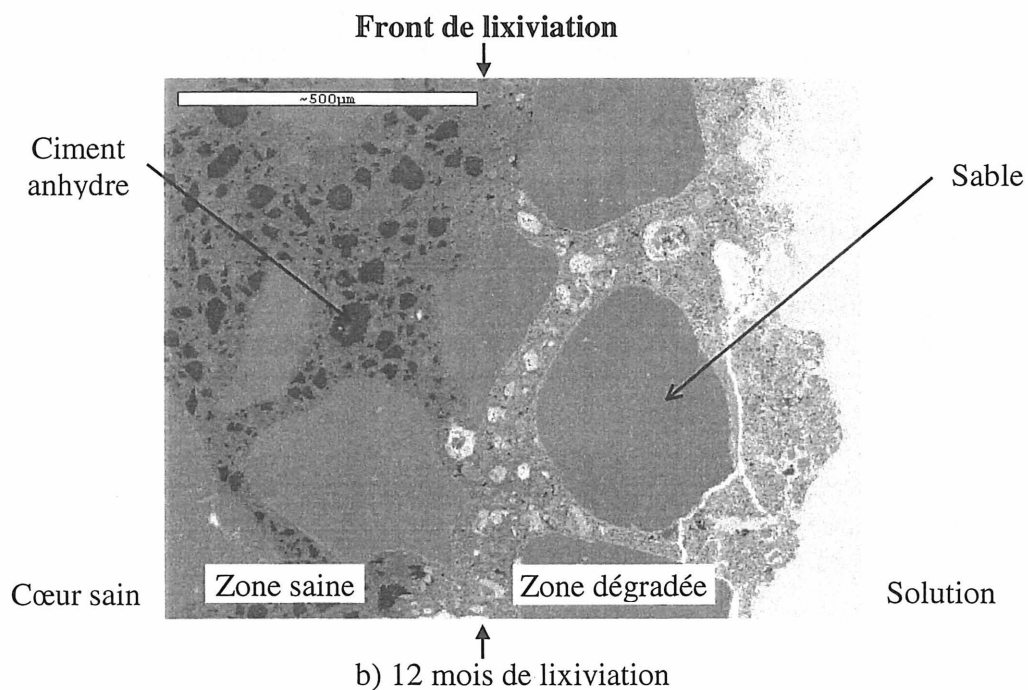 Front de lixiviation
~500µm
Ciment
anhydre
Sable
Cœur sain
Zone saine
Zone dégradée
Solution
b) 12 mois de lixiviation